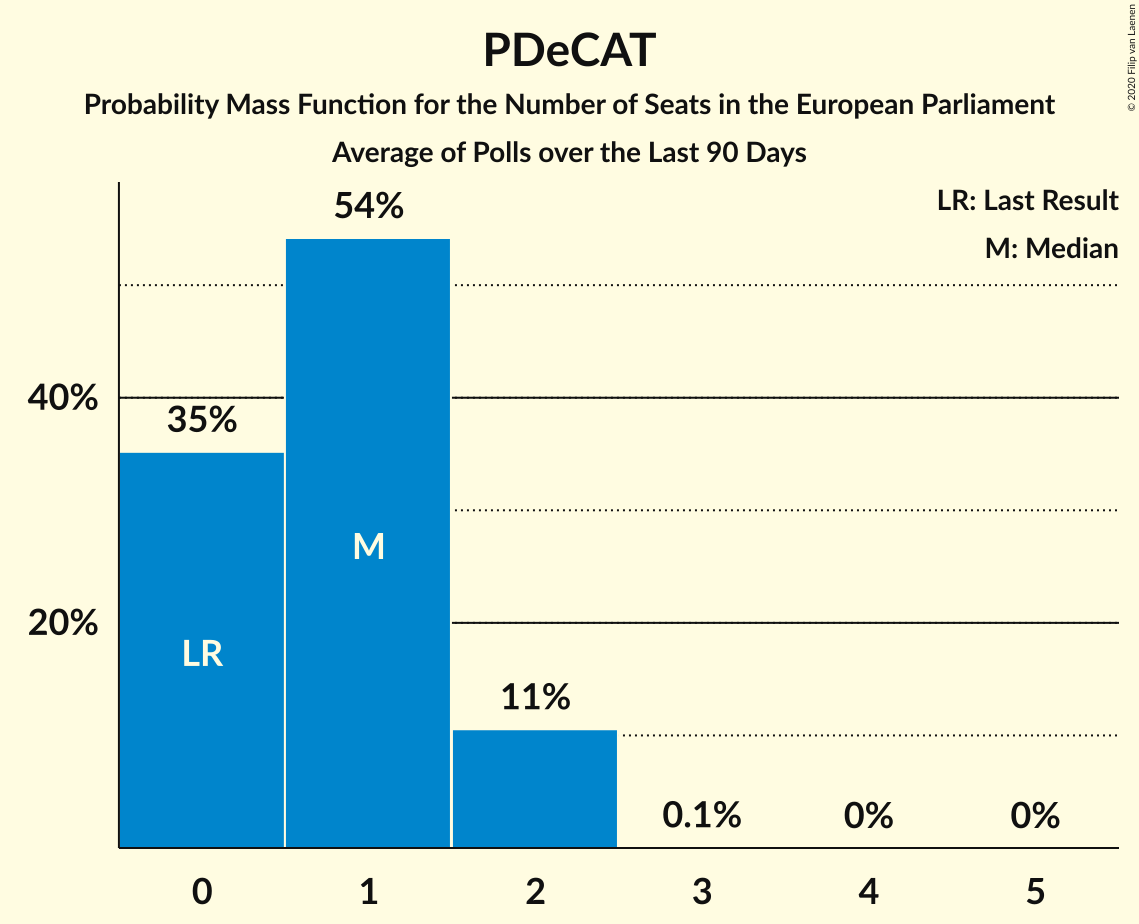 PDeCAT
Probability Mass Function for the Number of Seats in the European Parliament
Average of Polls over the Last 90 Days
© 2020 Filip van Laenen
LR: Last Result
M: Median
54%
40%
35%
M
20%
LR
11%
0.1%
0%
0%
0 1 2 3 4 5